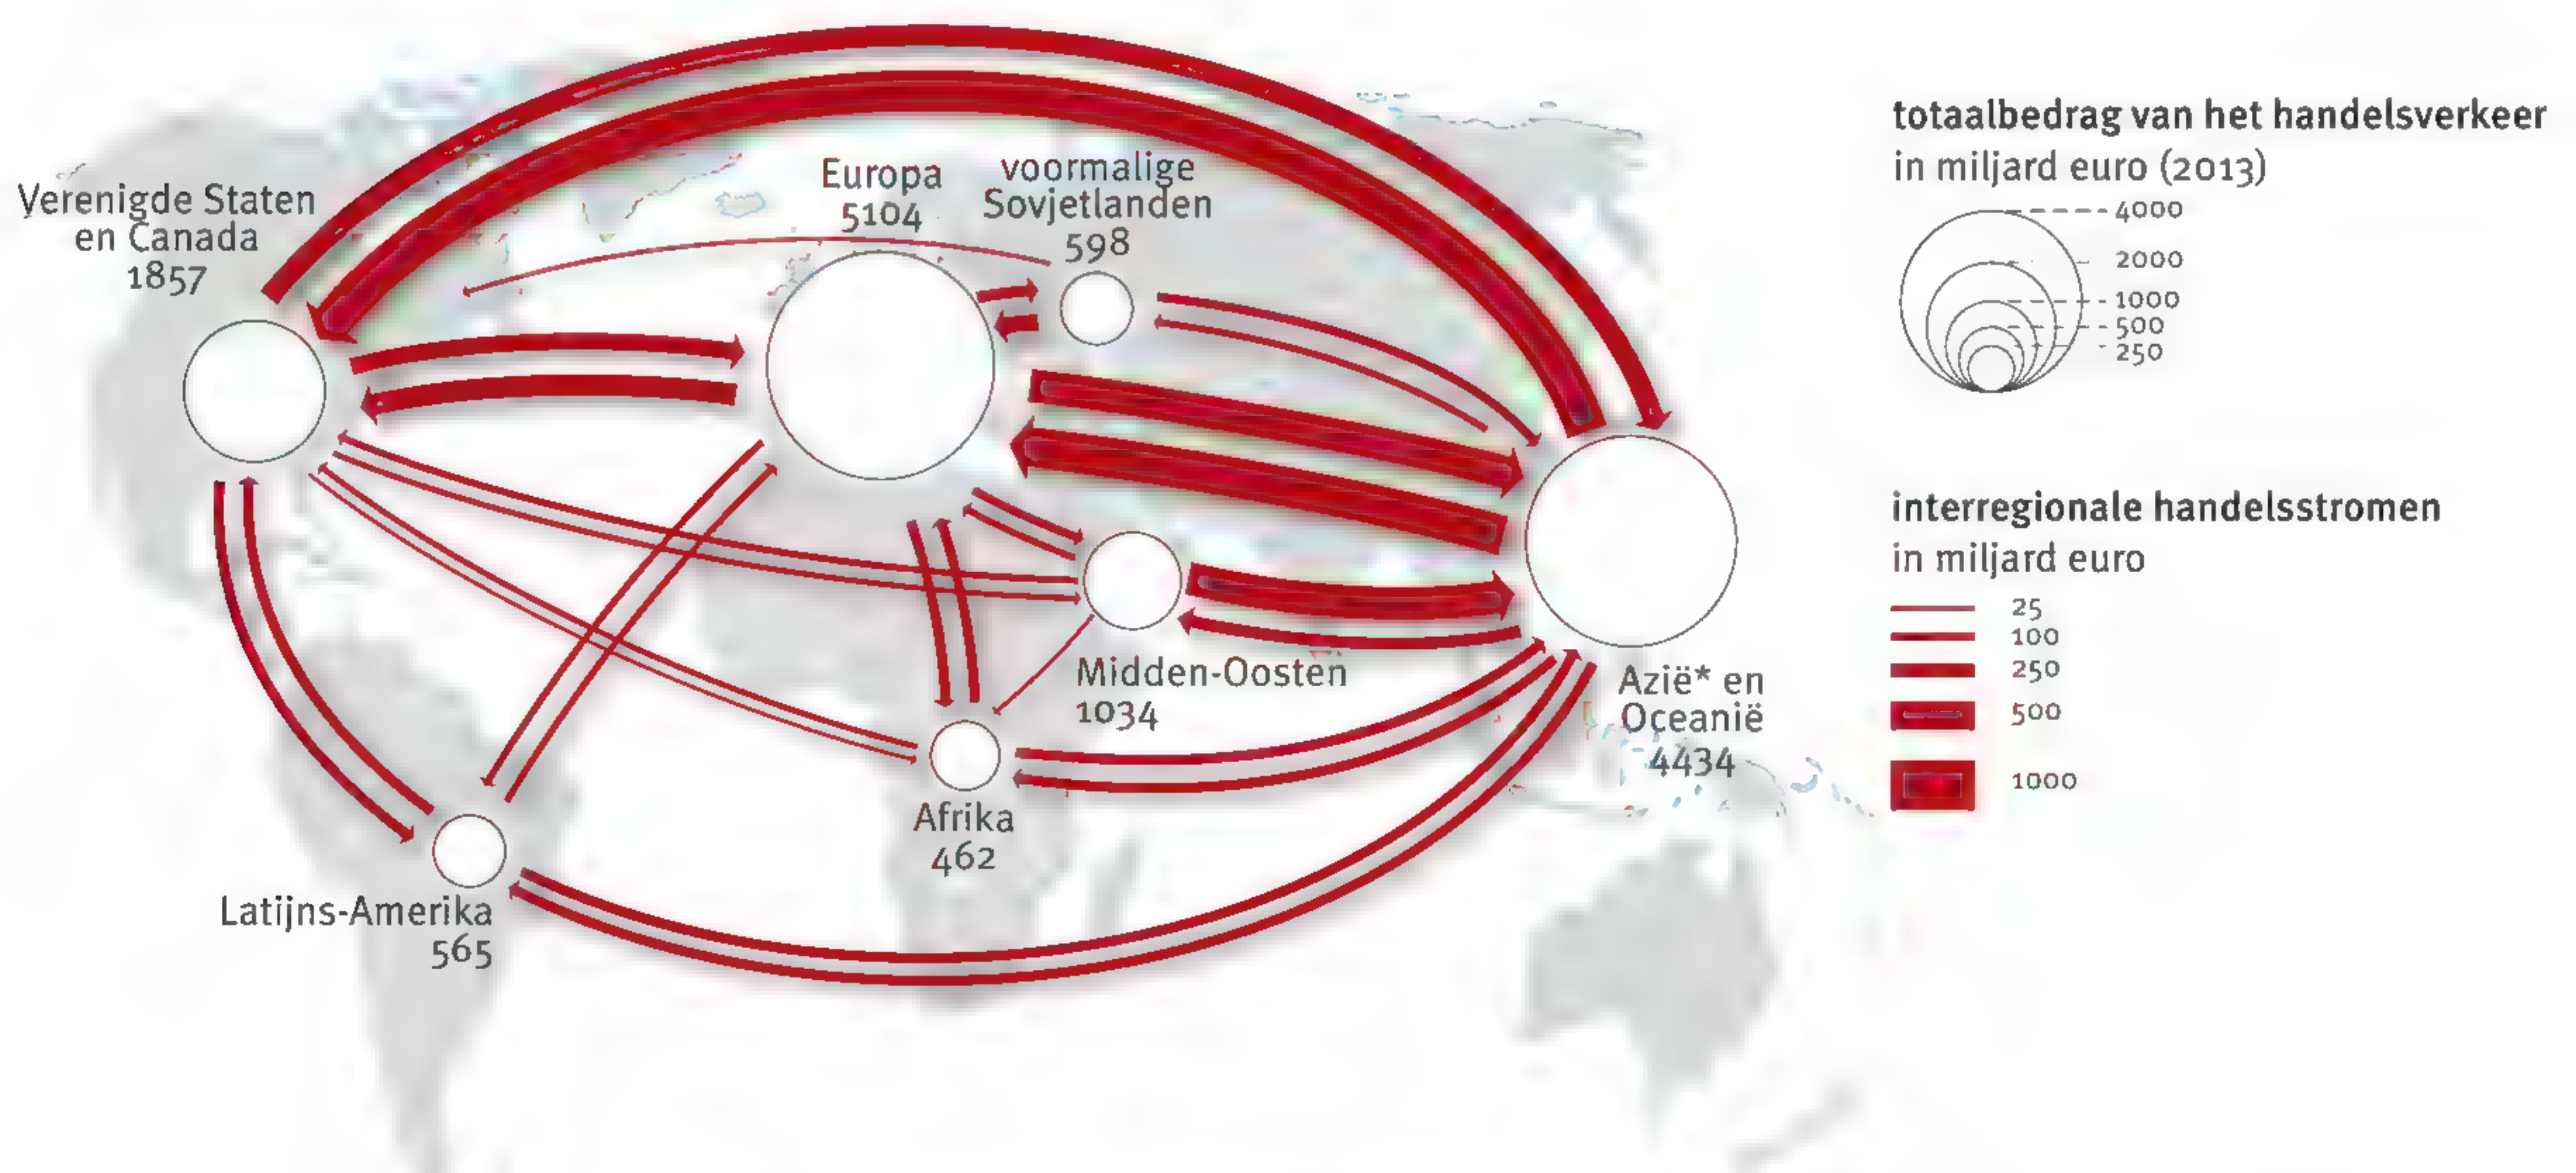 Verenigde Staten
en Canada
1857
Europa
5104
voormalige
Sovjetlanden
598
Midden-Oosten
1034
Azië* en
Oceanië
4434
Afrika
462
Latijns-Amerika
565
totaalbedrag van het handelsverkeer
in miljard euro (2013)
4000
2000
1000
500
250
interregionale handelsstromen
in miljard euro
25
100
250
500
1000